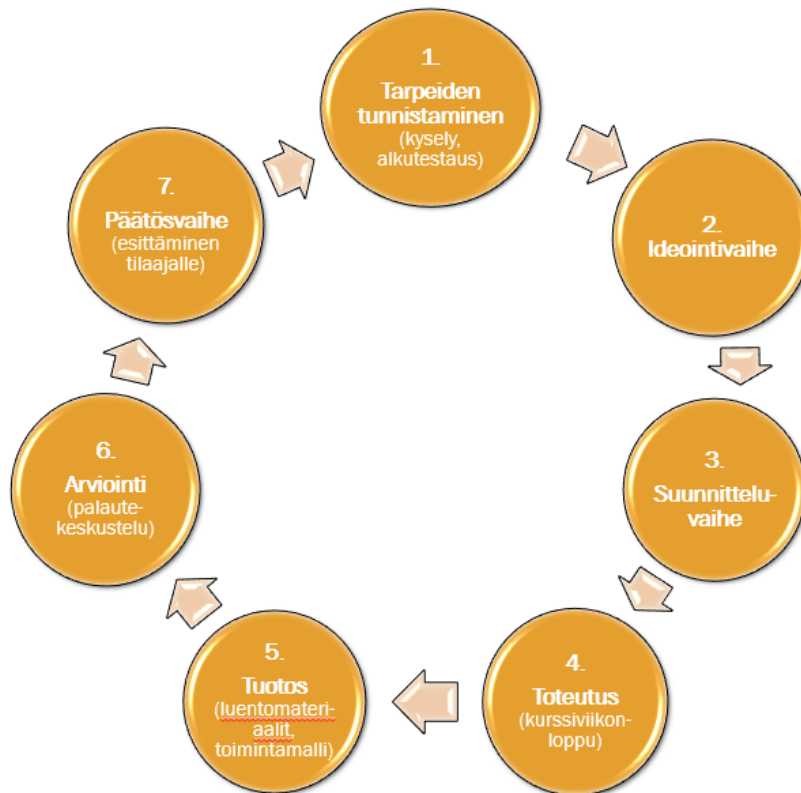 1.
Tarpeiden
tunnistaminen
(kysely,
alkutestaus)
2.
Ideointivaihe
3.
Suunnittelu-
vaihe
4.
Toteutus
(kurssiviikon-
loppu)
5.
Tuotos
(luentomateri-
aalit,
toimintamalli)
6.
Arviointi
(palaute-
keskustelu)
7.
Päätösvaihe
(esittäminen
tilaajalle)